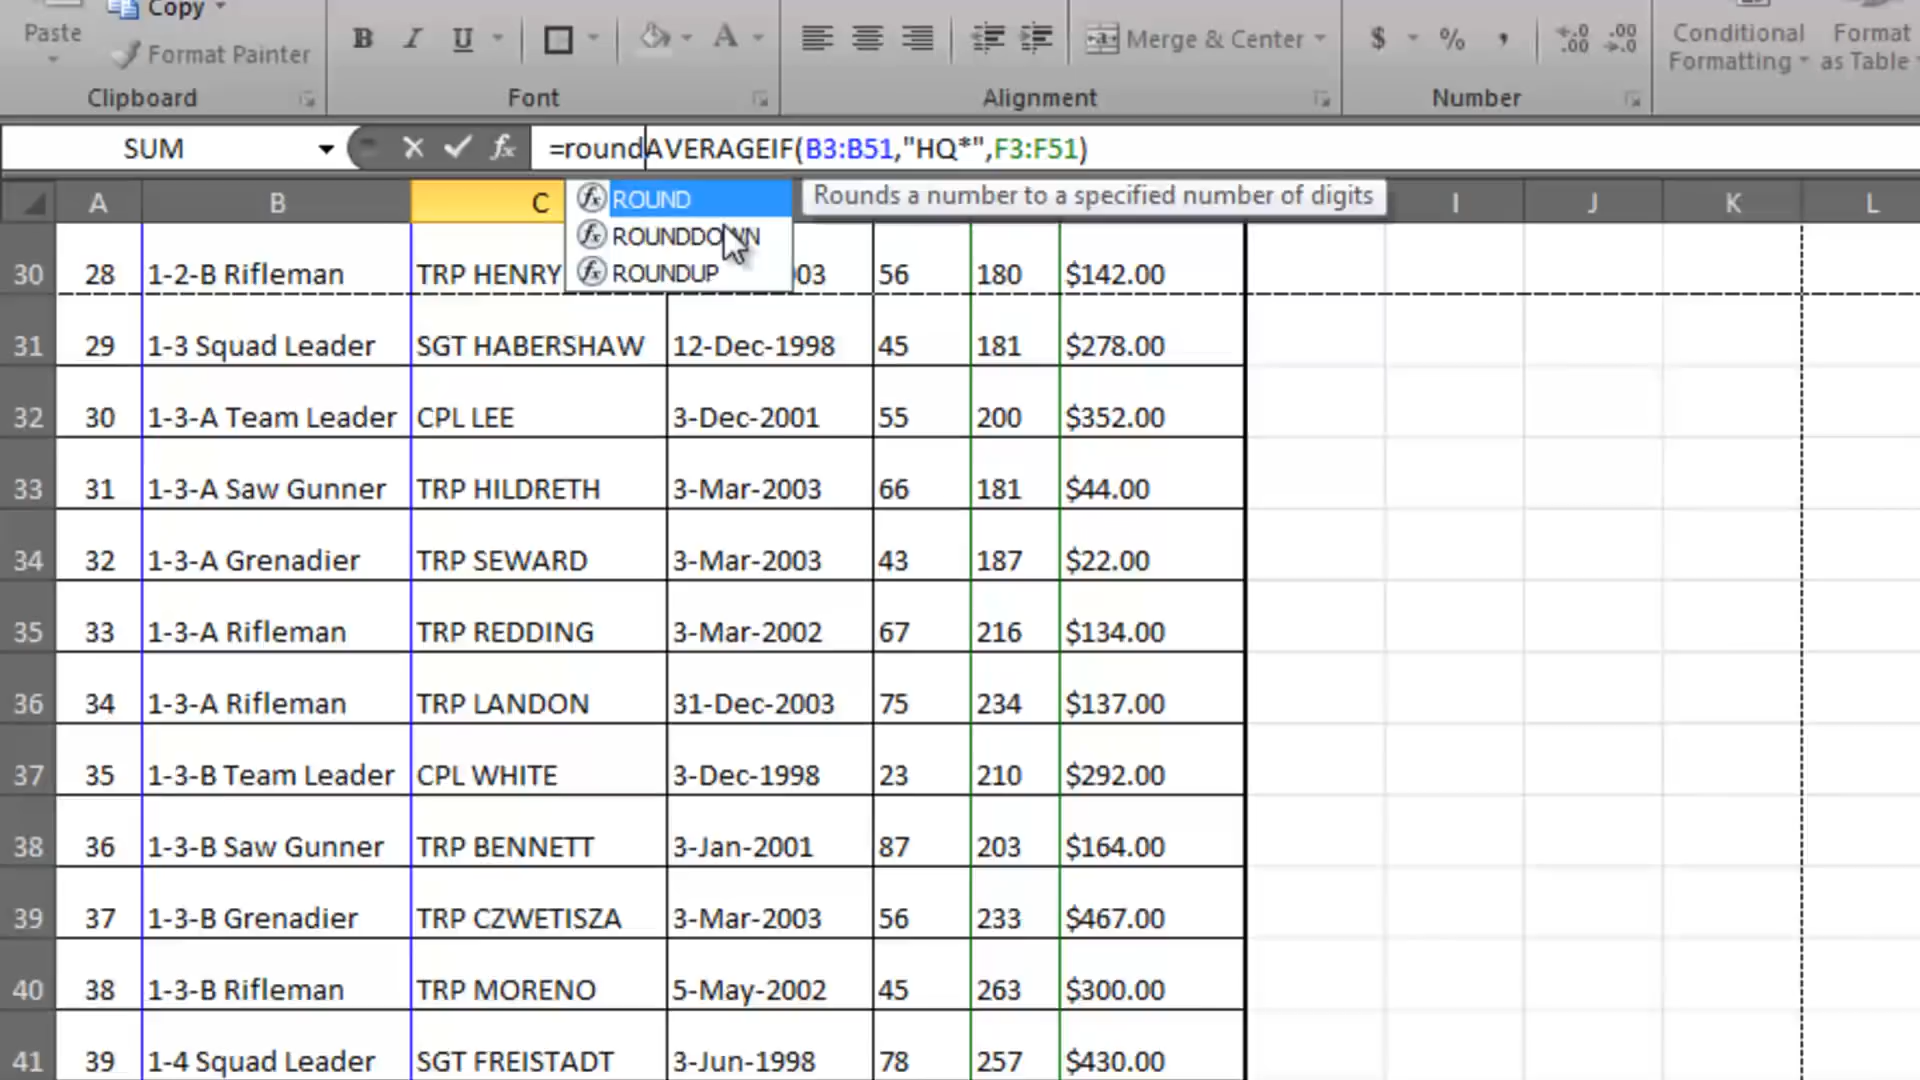 Copy
Paste
Format Painter
B I U A
Merge & Center
$ % , .0 .00 .00 .0
Conditional Formatting
Format as Table
Clipboard Font Alignment Number
SUM fx =roundAVERAGEIF(B3:B51,"HQ*",F3:F51)
fx ROUND Rounds a number to a specified number of digits
fx ROUNDDOWN
fx ROUNDUP
A B C I J K L
30 28 1-2-B Rifleman TRP HENRY 03 56 180 $142.00
31 29 1-3 Squad Leader SGT HABERSHAW 12-Dec-1998 45 181 $278.00
32 30 1-3-A Team Leader CPL LEE 3-Dec-2001 55 200 $352.00
33 31 1-3-A Saw Gunner TRP HILDRETH 3-Mar-2003 66 181 $44.00
34 32 1-3-A Grenadier TRP SEWARD 3-Mar-2003 43 187 $22.00
35 33 1-3-A Rifleman TRP REDDING 3-Mar-2002 67 216 $134.00
36 34 1-3-A Rifleman TRP LANDON 31-Dec-2003 75 234 $137.00
37 35 1-3-B Team Leader CPL WHITE 3-Dec-1998 23 210 $292.00
38 36 1-3-B Saw Gunner TRP BENNETT 3-Jan-2001 87 203 $164.00
39 37 1-3-B Grenadier TRP CZWETISZA 3-Mar-2003 56 233 $467.00
40 38 1-3-B Rifleman TRP MORENO 5-May-2002 45 263 $300.00
41 39 1-4 Squad Leader SGT FREISTADT 3-Jun-1998 78 257 $430.00